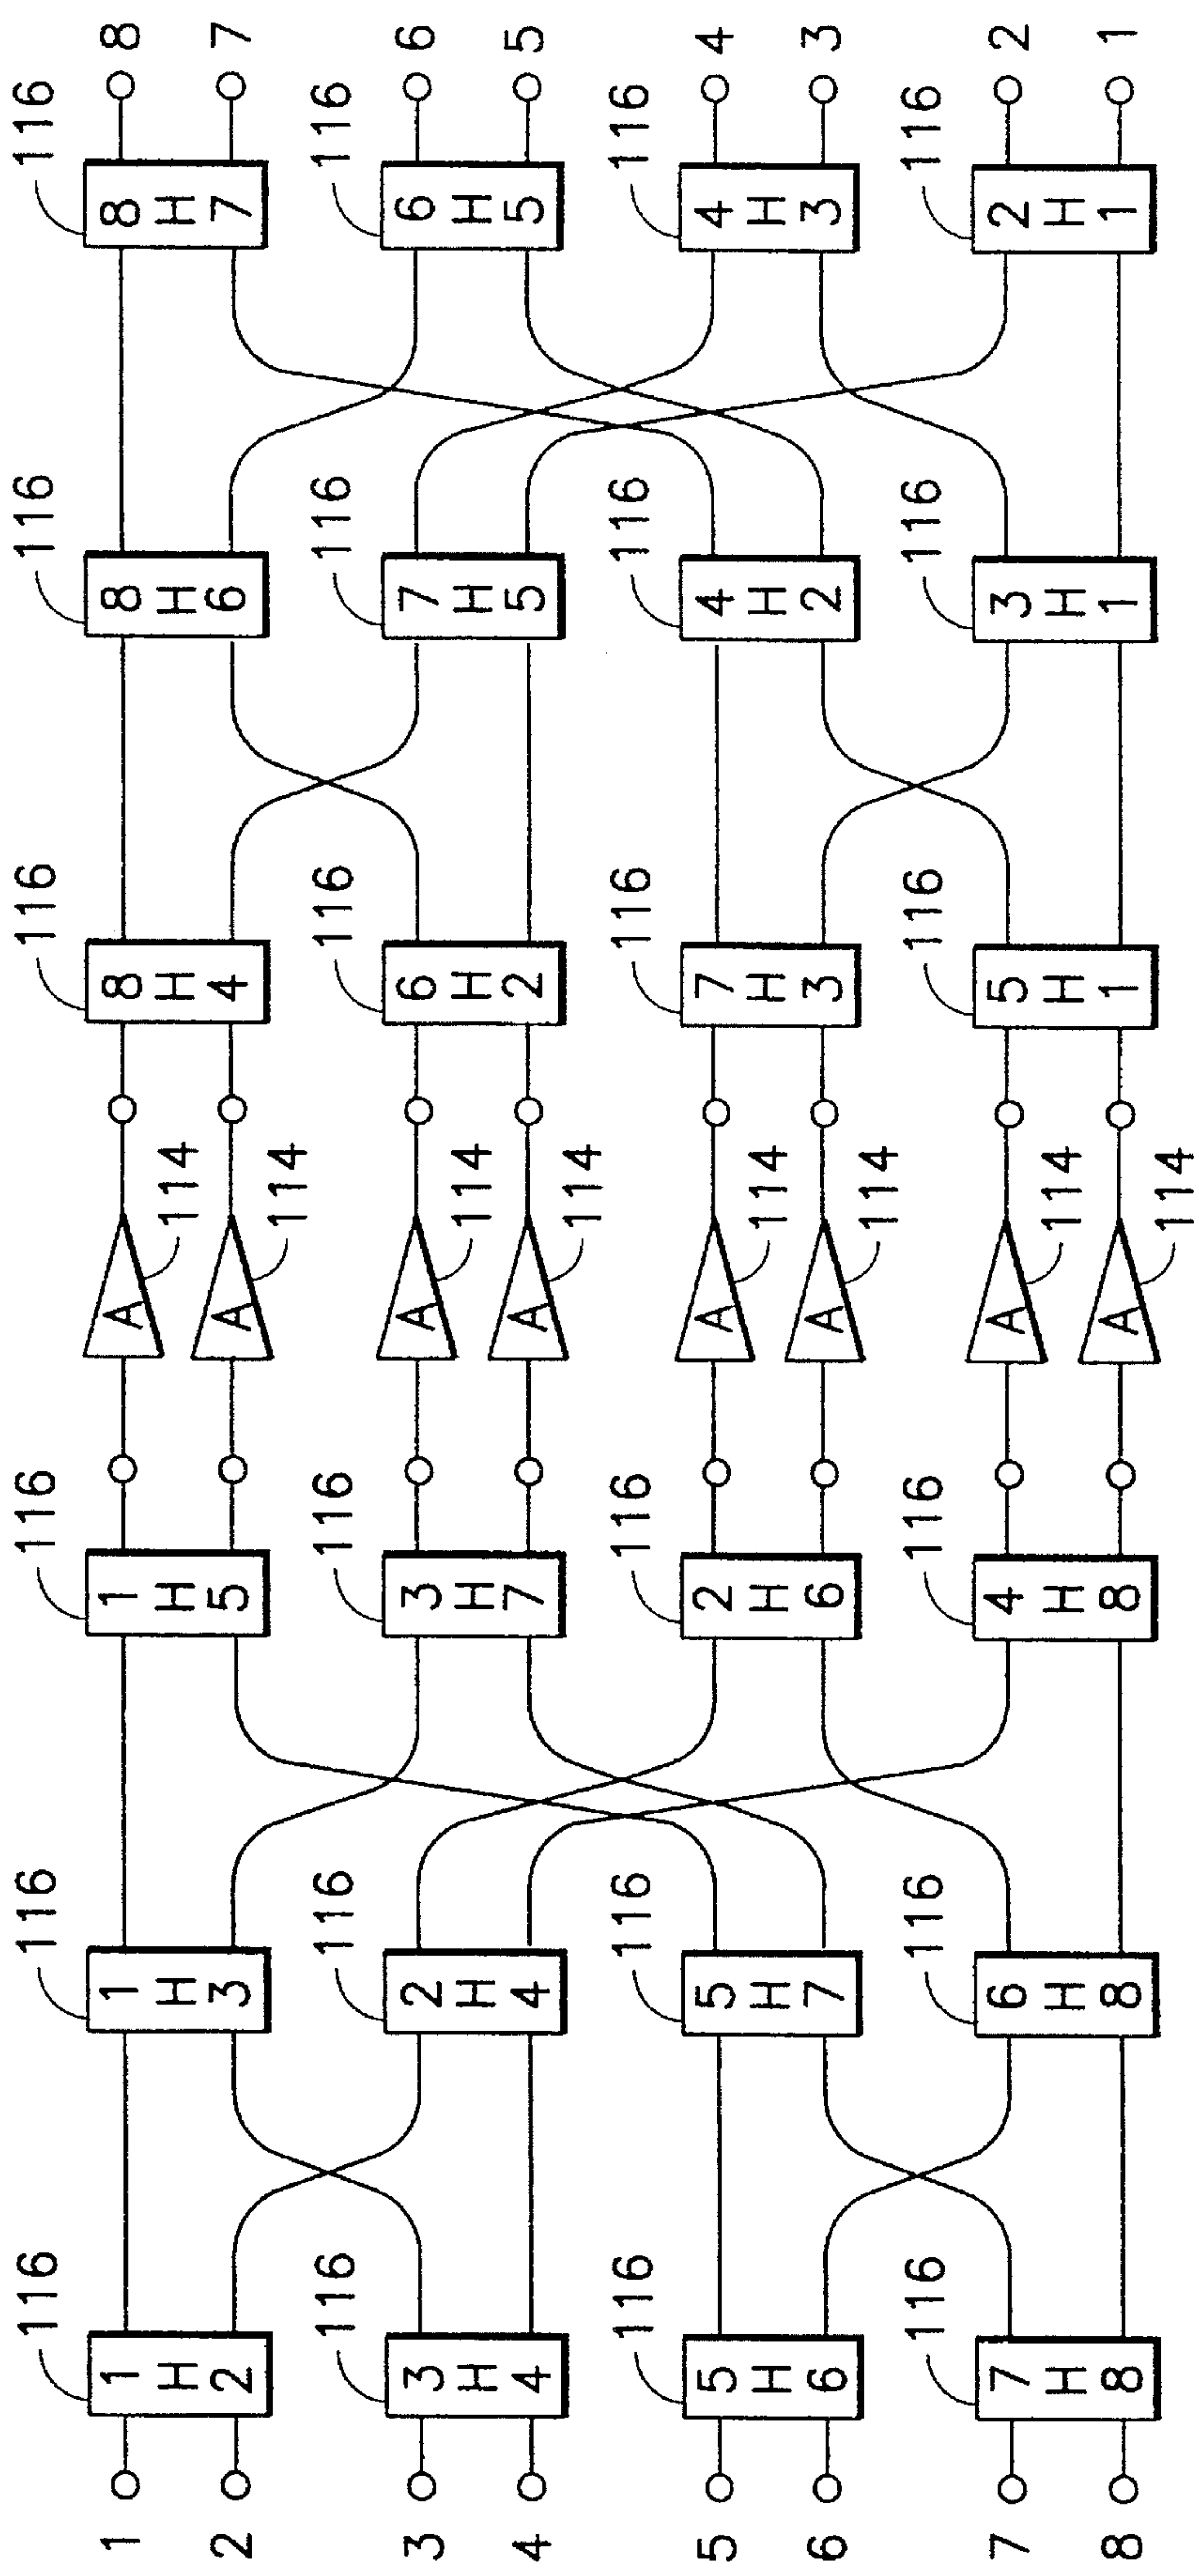 116 116 116 116 116 116
1 1 1 1 A 8 8 8 8
H H H 114 H H H
2 2 3 5 A 4 6 7 7
114
116 116 116 116 116 116
3 3 2 3 A 6 7 6 6
H H H 114 H H H
4 4 4 7 A 2 5 5 5
114
116 116 116 116 116 116
5 5 5 2 A 7 4 4 4
H H H 114 H H H
6 6 7 6 A 3 2 3 3
114
116 116 116 116 116 116
7 7 6 4 A 5 3 2 2
H H H 114 H H H
8 8 8 8 A 1 1 1 1
114